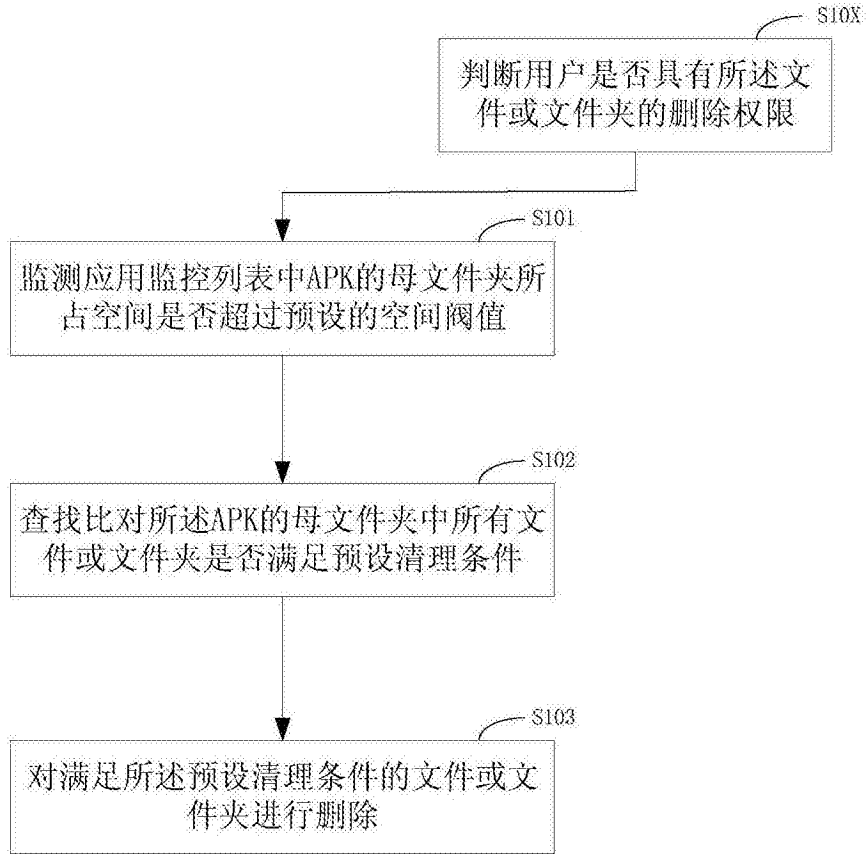 S10X
判断用户是否具有所述文
件或文件夹的删除权限
S101
监测应用监控列表中APK的母文件夹所
占空间是否超过预设的空间阀值
S102
查找比对所述APK的母文件夹中所有文
件或文件夹是否满足预设清理条件
S103
对满足所述预设清理条件的文件或文
件夹进行删除